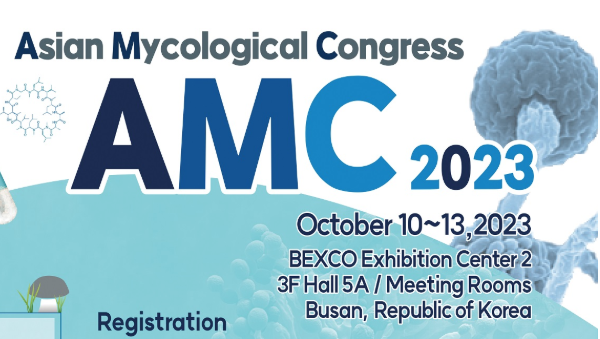 Asian Mycological Congress
AMC 2023
October 10~13,2023
BEXCO Exhibition Center 2
3F Hall 5A / Meeting Rooms
Busan, Republic of Korea
Registration